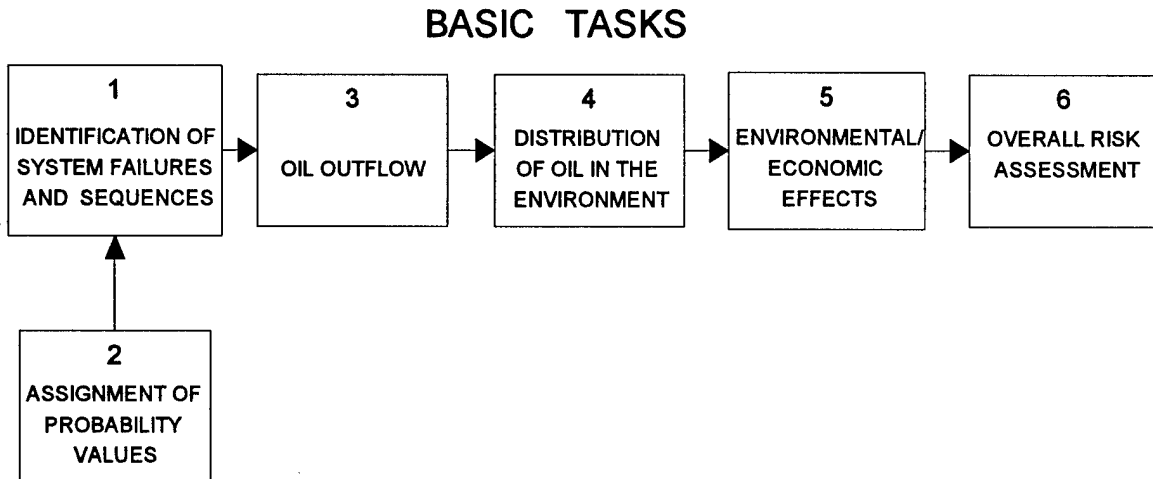 BASIC TASKS
1
IDENTIFICATION OF
SYSTEM FAILURES
AND SEQUENCES
3
OIL OUTFLOW
4
DISTRIBUTION
OF OIL IN THE
ENVIRONMENT
5
ENVIRONMENTAL/
ECONOMIC
EFFECTS
6
OVERALL RISK
ASSESSMENT
2
ASSIGNMENT OF
PROBABILITY
VALUES